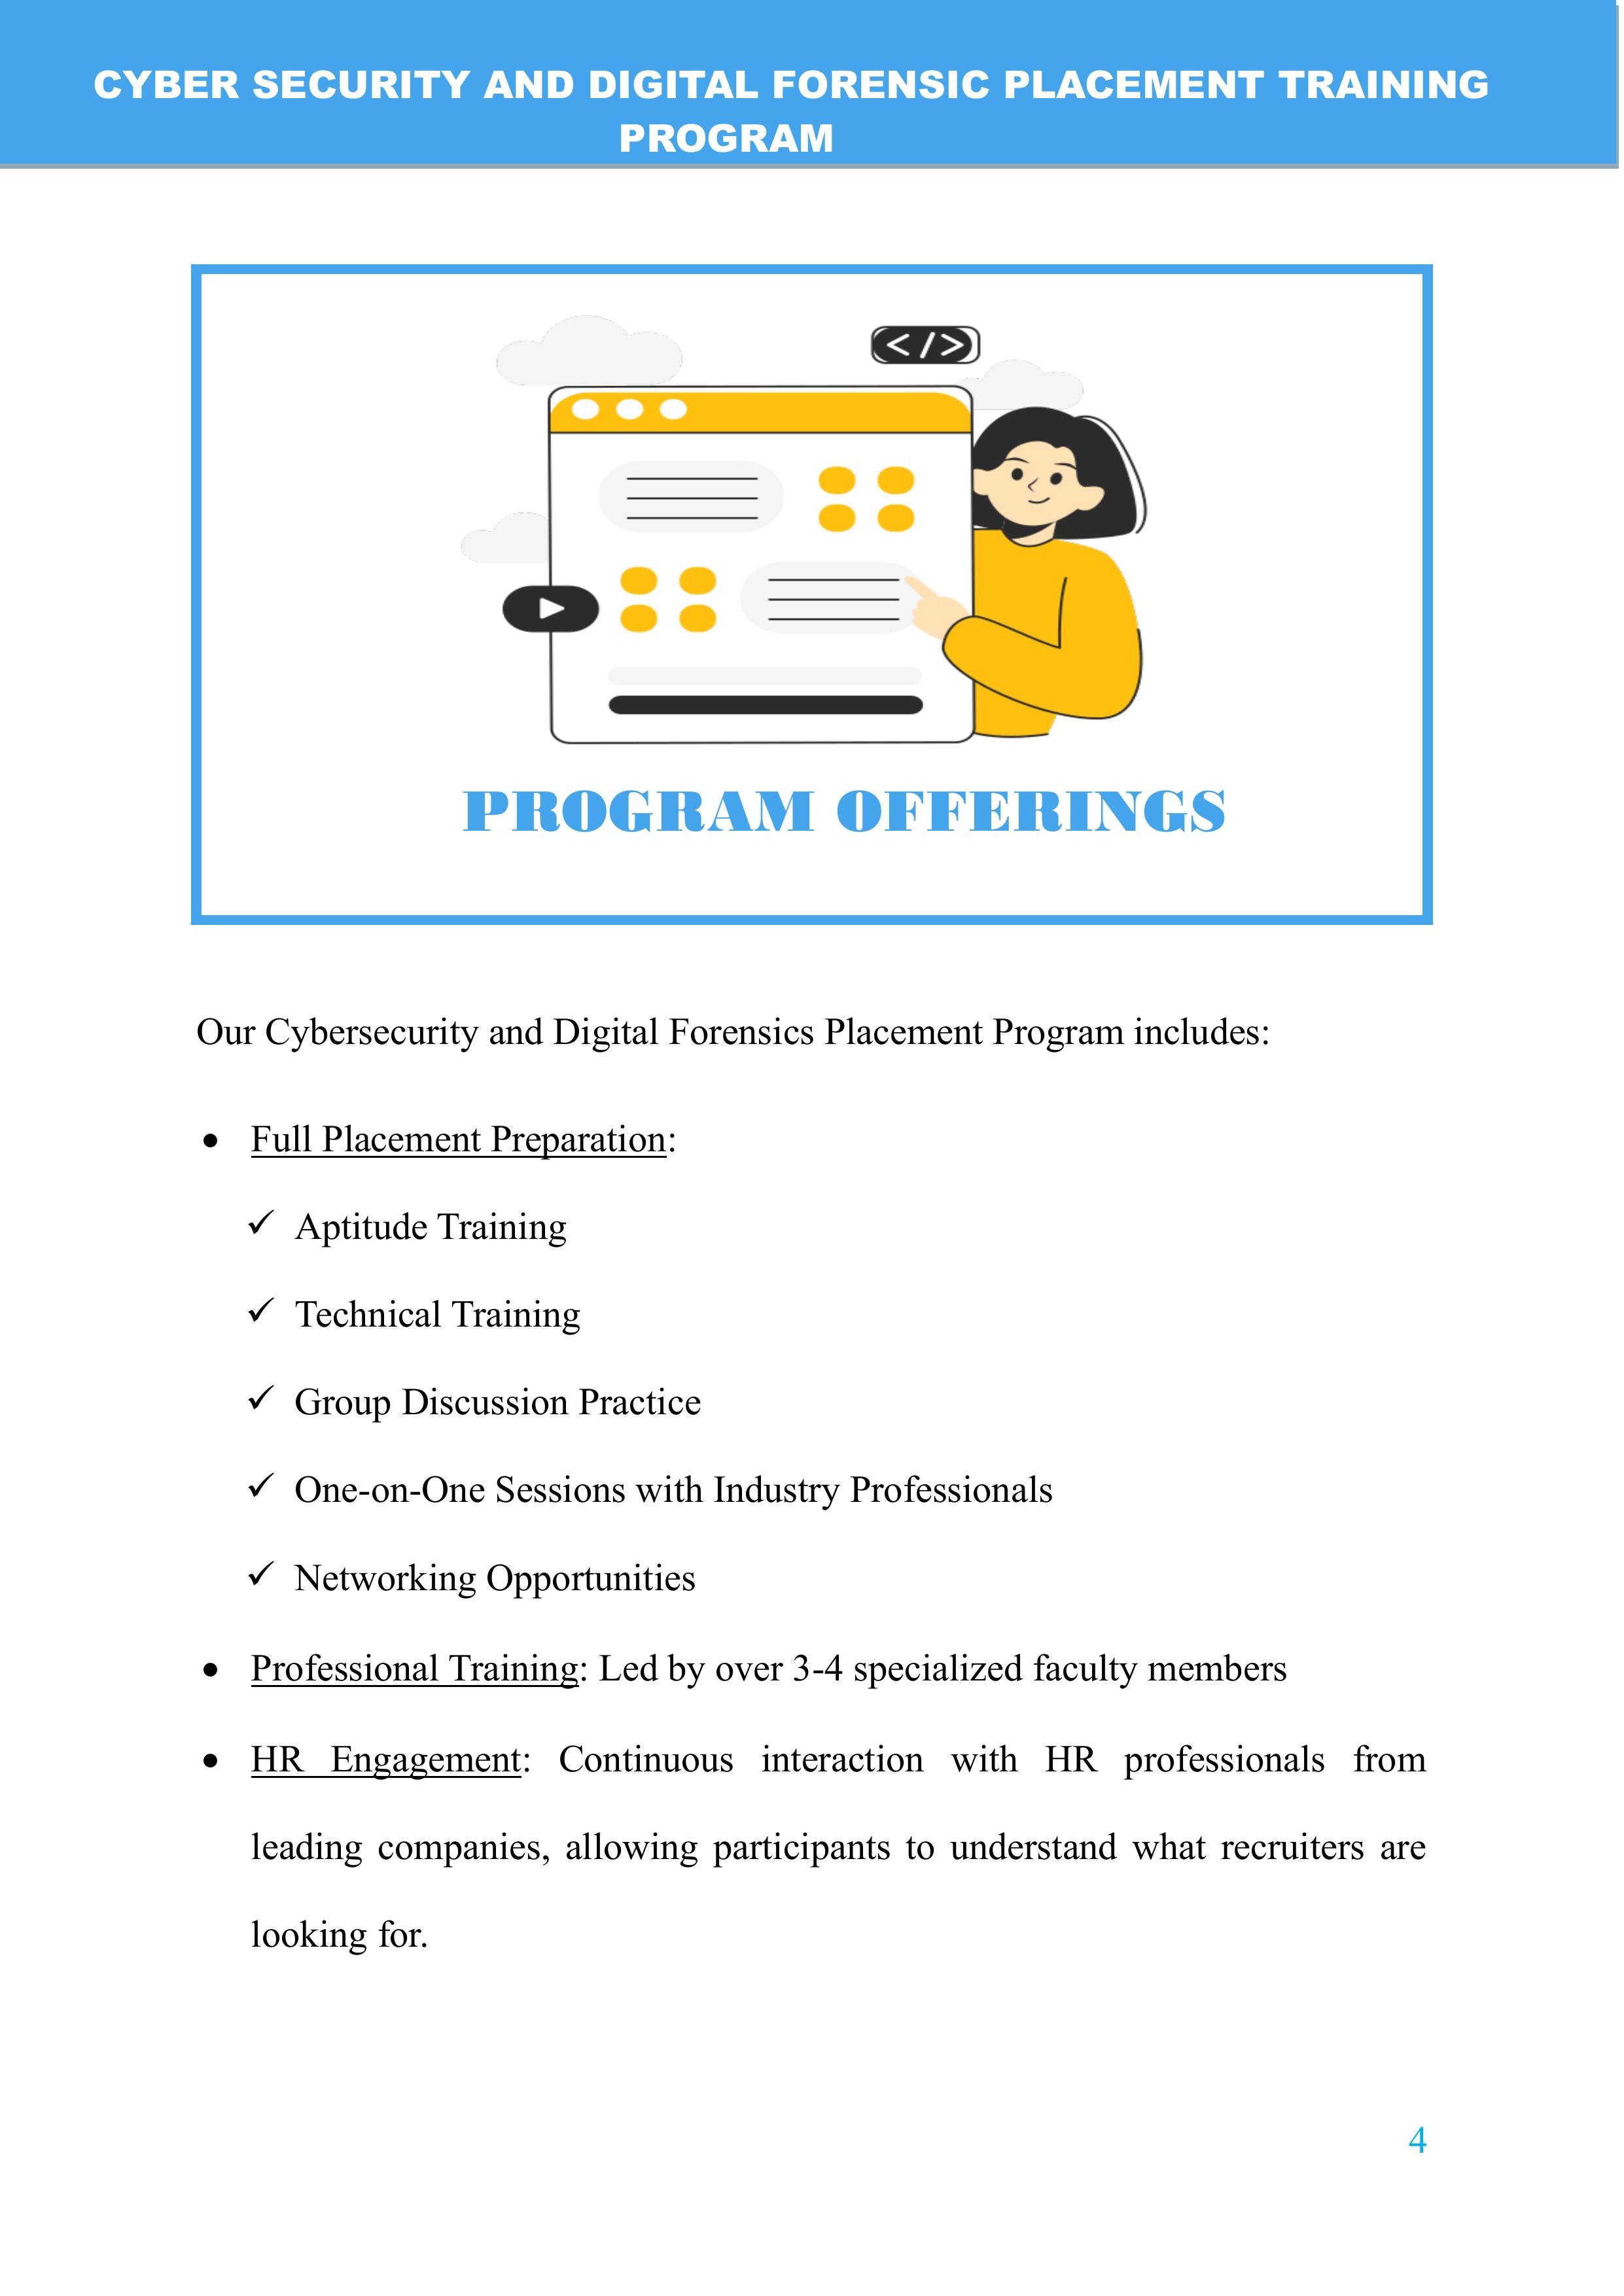 CYBER SECURITY AND DIGITAL FORENSIC PLACEMENT TRAINING
PROGRAM
</>
PROGRAM OFFERINGS
Our Cybersecurity and Digital Forensics Placement Program includes:
• Full Placement Preparation:
✓ Aptitude Training
✓ Technical Training
✓ Group Discussion Practice
✓ One-on-One Sessions with Industry Professionals
✓ Networking Opportunities
• Professional Training: Led by over 3-4 specialized faculty members
• HR Engagement: Continuous interaction with HR professionals from
leading companies, allowing participants to understand what recruiters are
looking for.
4